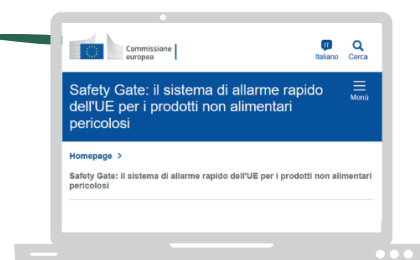 Commissione
europea
IT
Italiano
Cerca
Safety Gate: il sistema di allarme rapido
dell'UE per i prodotti non alimentari
pericolosi
Menù
Homepage >
Safety Gate: il sistema di allarme rapido dell'UE per i prodotti non alimentari
pericolosi